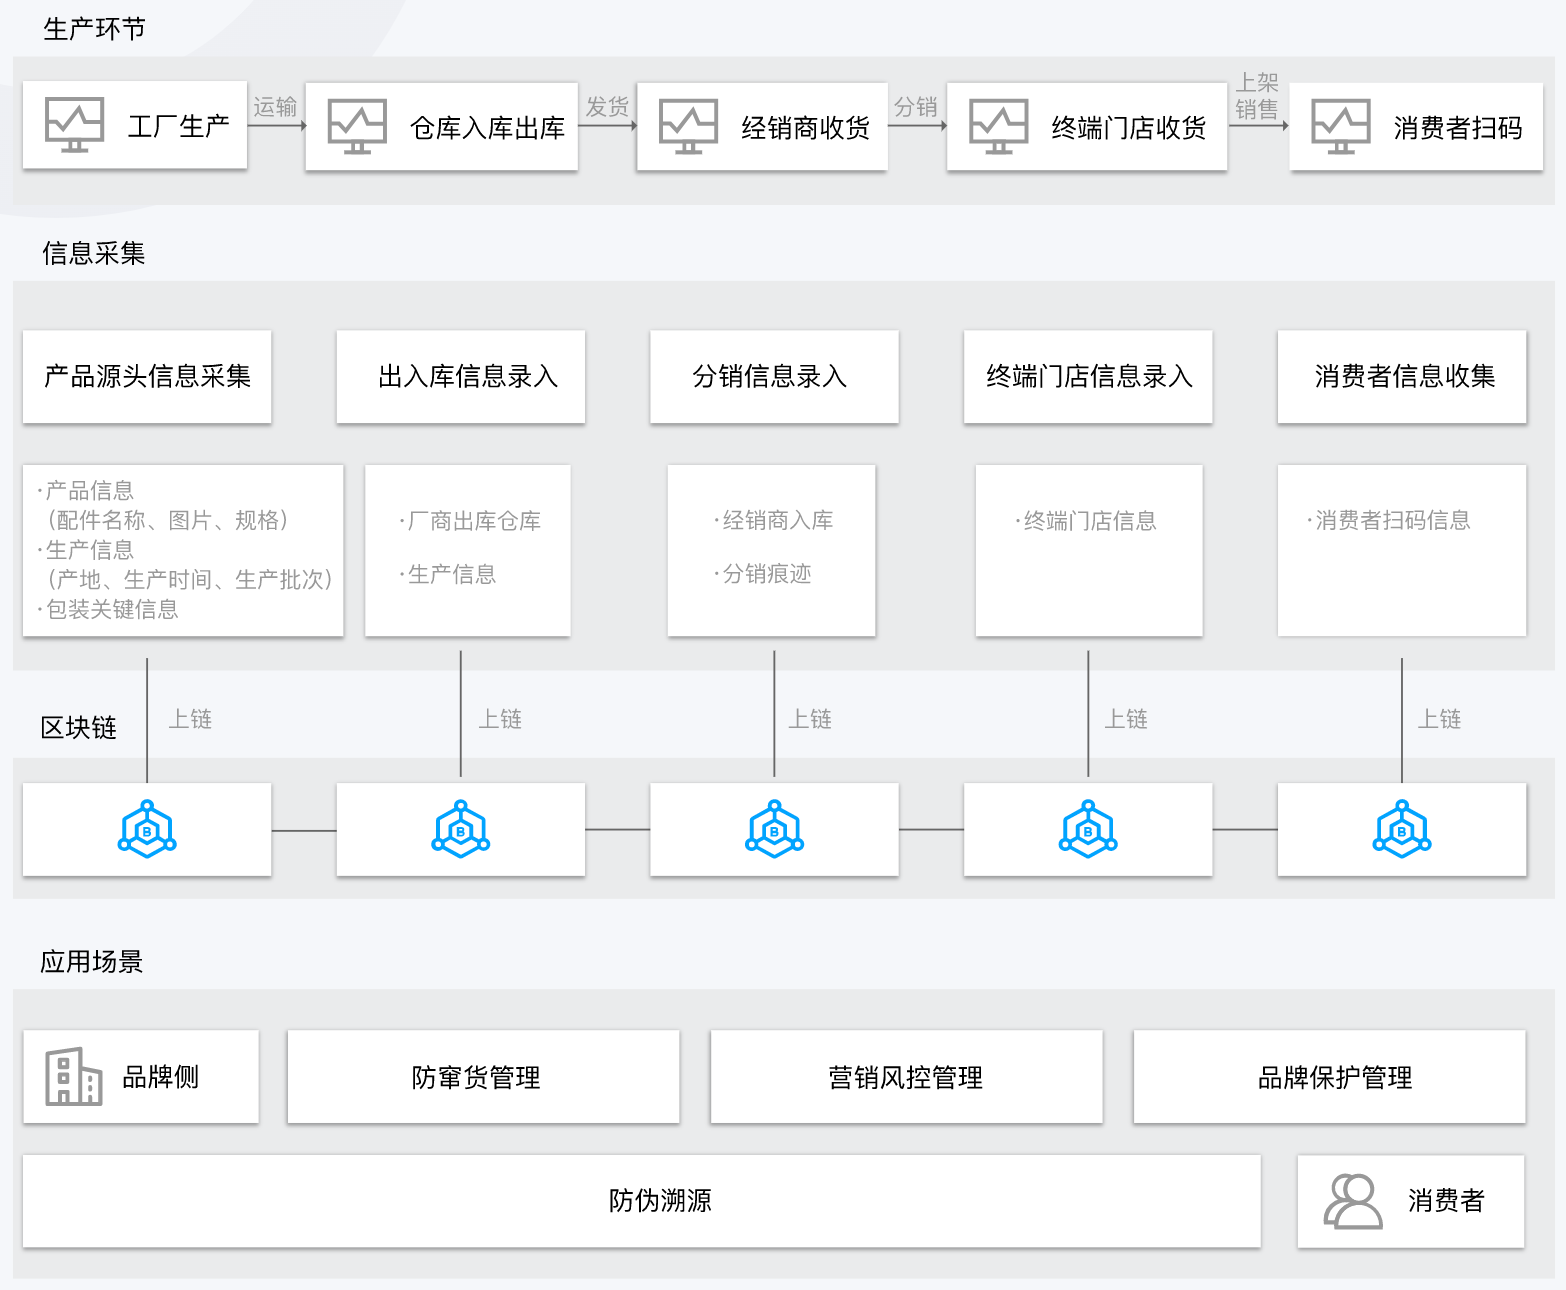 生产环节
工厂生产
运输
仓库入库出库
发货
经销商收货
分销
终端门店收货
上架
销售
消费者扫码
信息采集
产品源头信息采集
出入库信息录入
分销信息录入
终端门店信息录入
消费者信息收集
·产品信息
（配件名称、图片、规格）
·生产信息
（产地、生产时间、生产批次）
·包装关键信息
·厂商出库仓库
·生产信息
·经销商入库
·分销痕迹
·终端门店信息
·消费者扫码信息
区块链
上链
上链
上链
上链
上链
B
B
B
B
B
应用场景
品牌侧
防窜货管理
营销风控管理
品牌保护管理
防伪溯源
消费者